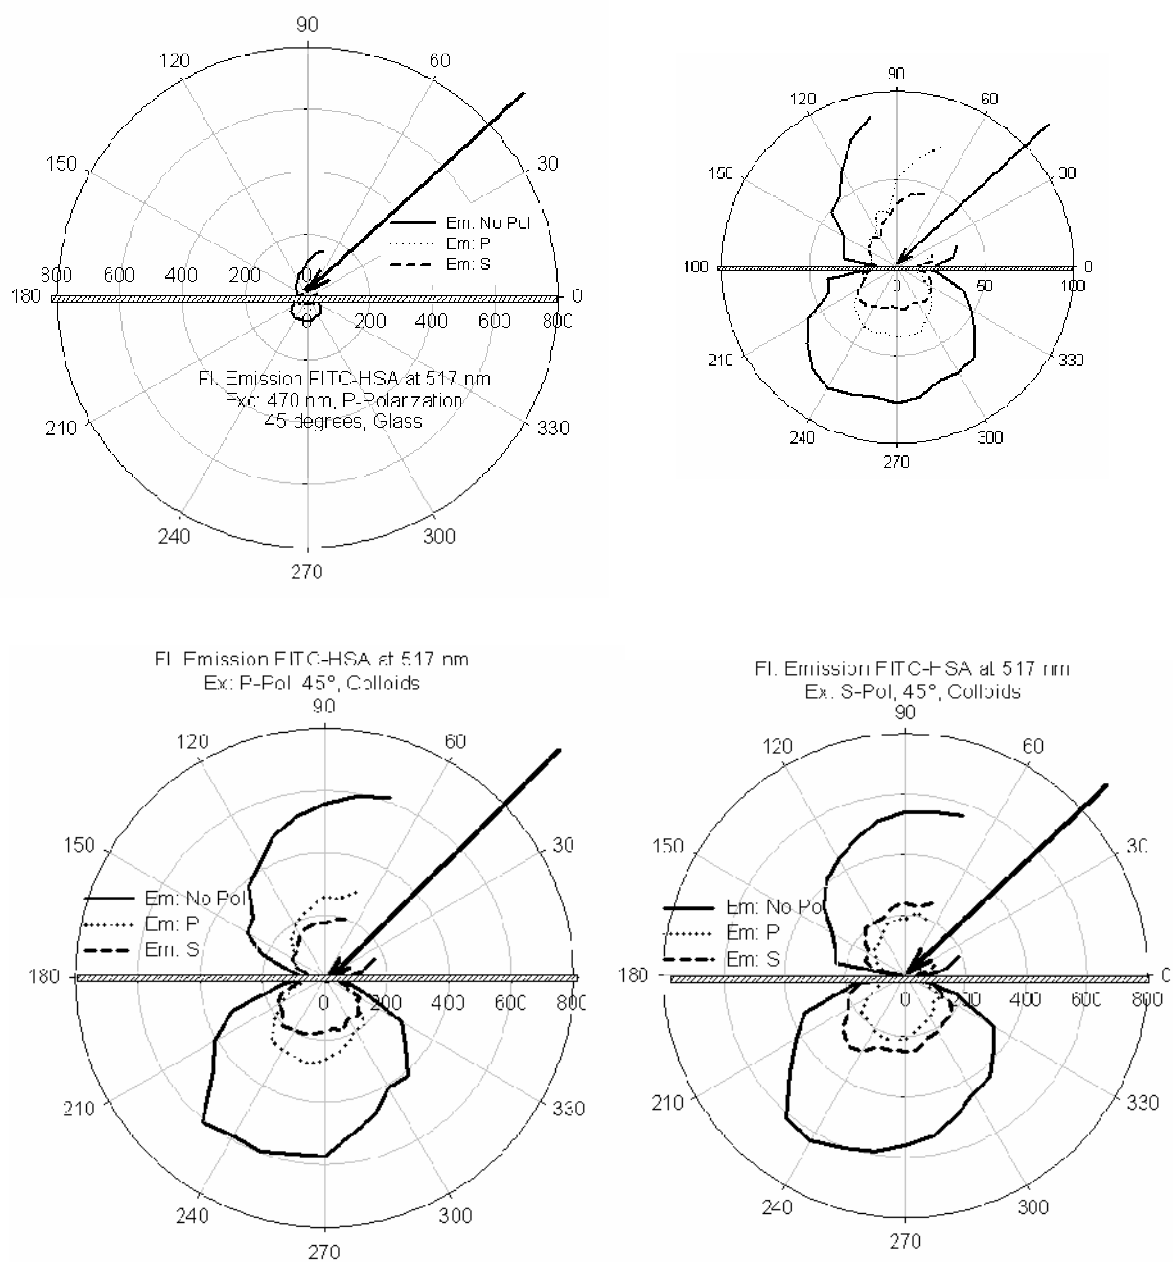 90
120 60
150 30
Em: No Pol
Em: P
Em: S
800 600 400 200 0
180 0
0 200 400 600 800
Fl. Emission FITC-HSA at 517 nm
Exc: 470 nm, P-Polarization
45 degrees, Glass
210 330
240 300
270
90
120 60
150 30
100 0
0 50 100
210 330
240 300
270
Fl. Emission FITC-HSA at 517 nm
Ex: P-Pol 45°, Colloids
90
120 60
150 30
Em: No Pol
Em: P
Em: S
180
0 200 400 600 800
210 330
240 300
270
Fl. Emission FITC-HSA at 517 nm
Ex: S-Pol, 45°, Colloids
90
120 60
150 30
Em: No Pol
Em: P
Em: S
180 0
0 200 400 600 800
210 330
240 300
270